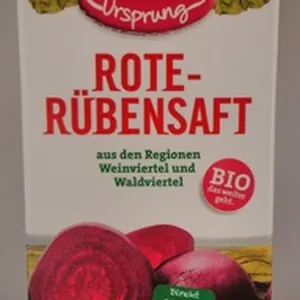 Ursprung
ROTE-
RÜBENSAFT
aus den Regionen
Weinviertel und
Waldviertel
BIO
das weiter
geht.
Direkt